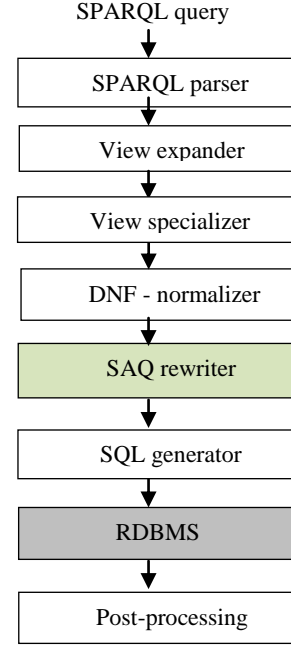 SPARQL query
SPARQL parser
View expander
View specializer
DNF - normalizer
SAQ rewriter
SQL generator
RDBMS
Post-processing